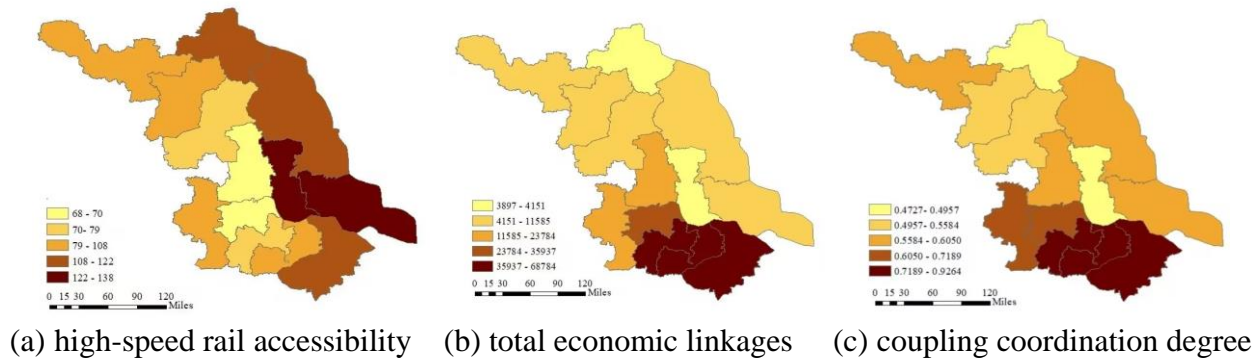 68 - 70
70- 79
79 - 108
108 - 122
122 - 138
0 15 30 60 90 120
Miles
3897 - 4151
4151 - 11585
11585 - 23784
23784 - 35937
35937 - 68784
0 15 30 60 90 120
Miles
0.4727- 0.4957
0.4957- 0.5584
0.5584 - 0.6050
0.6050 - 0.7189
0.7189 - 0.9264
0 15 30 60 90 120
Miles
(a) high-speed rail accessibility (b) total economic linkages (c) coupling coordination degree